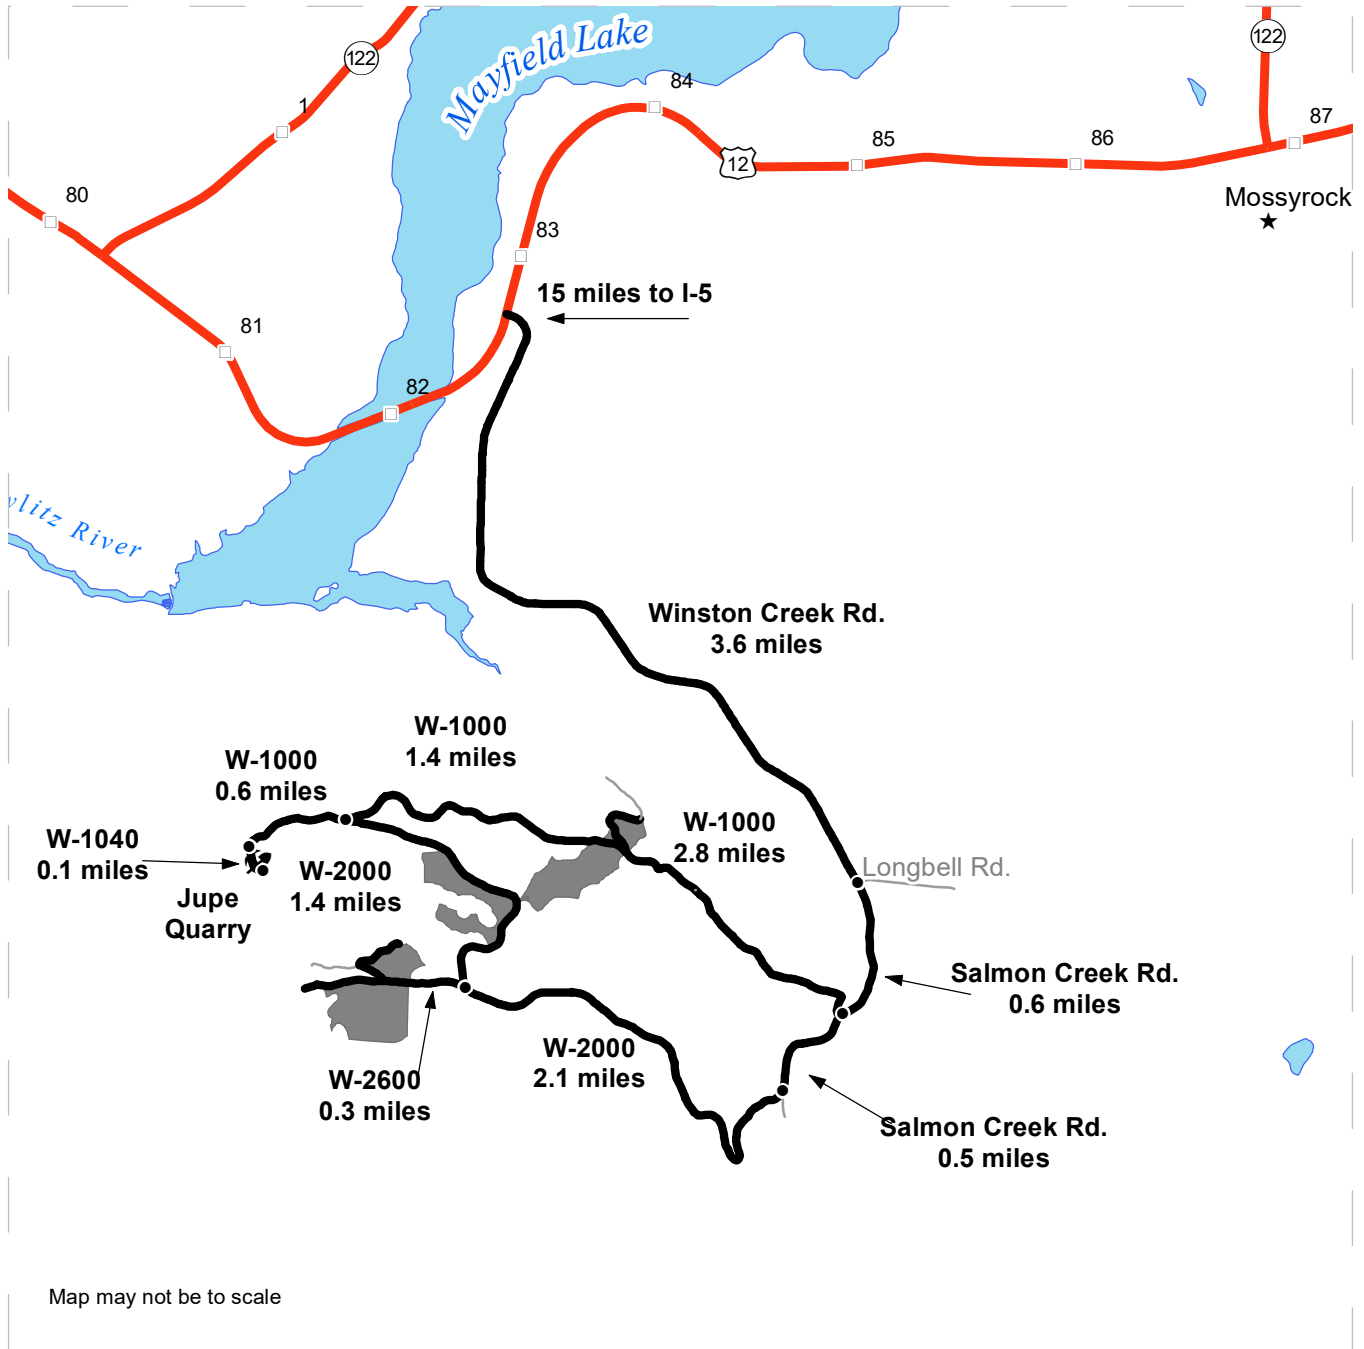 122
Mayfield Lake
122
84
1
87
85
86
12
80
Mossyrock
83
15 miles to I-5
81
82
River
Winston Creek Rd.
3.6 miles
W-1000
1.4 miles
W-1000
0.6 miles
W-1000
2.8 miles
W-1040
0.1 miles
Longbell Rd.
W-2000
1.4 miles
Jupe
Quarry
Salmon Creek Rd.
0.6 miles
W-2000
2.1 miles
W-2600
0.3 miles
Salmon Creek Rd.
0.5 miles
Map may not be to scale